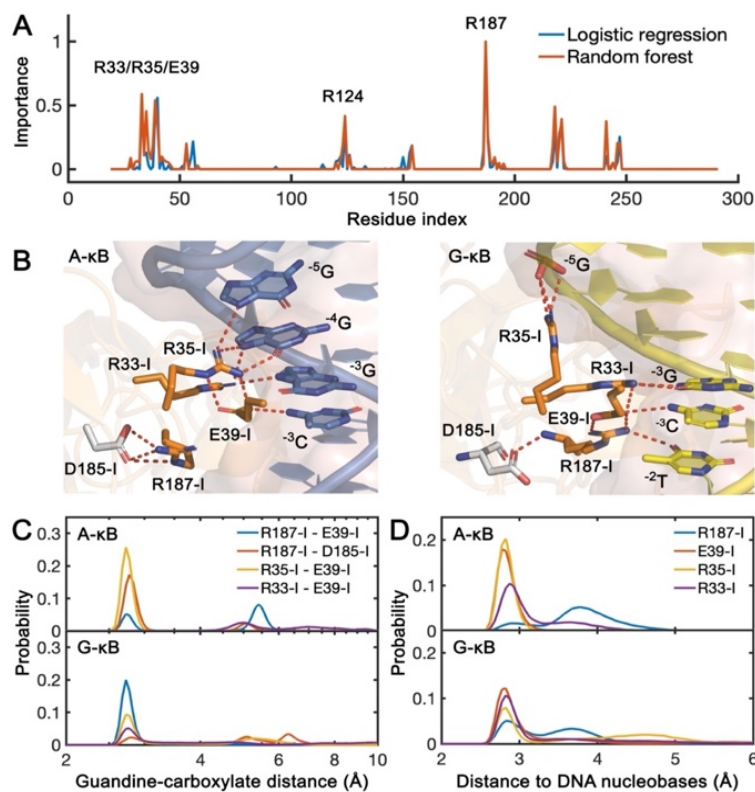 A
R187
Logistic regression
Random forest
R33/R35/E39
R124
Importance
1
0.5
0
0
50
100
150
200
250
300
Residue index
B
A-κB
-5G
-4G
R35-I
R33-I
-3G
E39-I
-3C
D185-I
R187-I
G-κB
-5G
R35-I
R33-I
-3G
E39-I
-3C
D185-I
R187-I
-2T
C
A-κB
R187-I - E39-I
R187-I - D185-I
R35-I - E39-I
R33-I - E39-I
0.3
0.2
0.1
0
Probability
G-κB
0.3
0.2
0.1
0
2
4
6
8
10
Guandine-carboxylate distance (Å)
D
A-κB
R187-I
E39-I
R35-I
R33-I
0.3
0.2
0.1
0
Probability
G-κB
0.2
0.1
0
2
3
4
5
6
Distance to DNA nucleobases (Å)